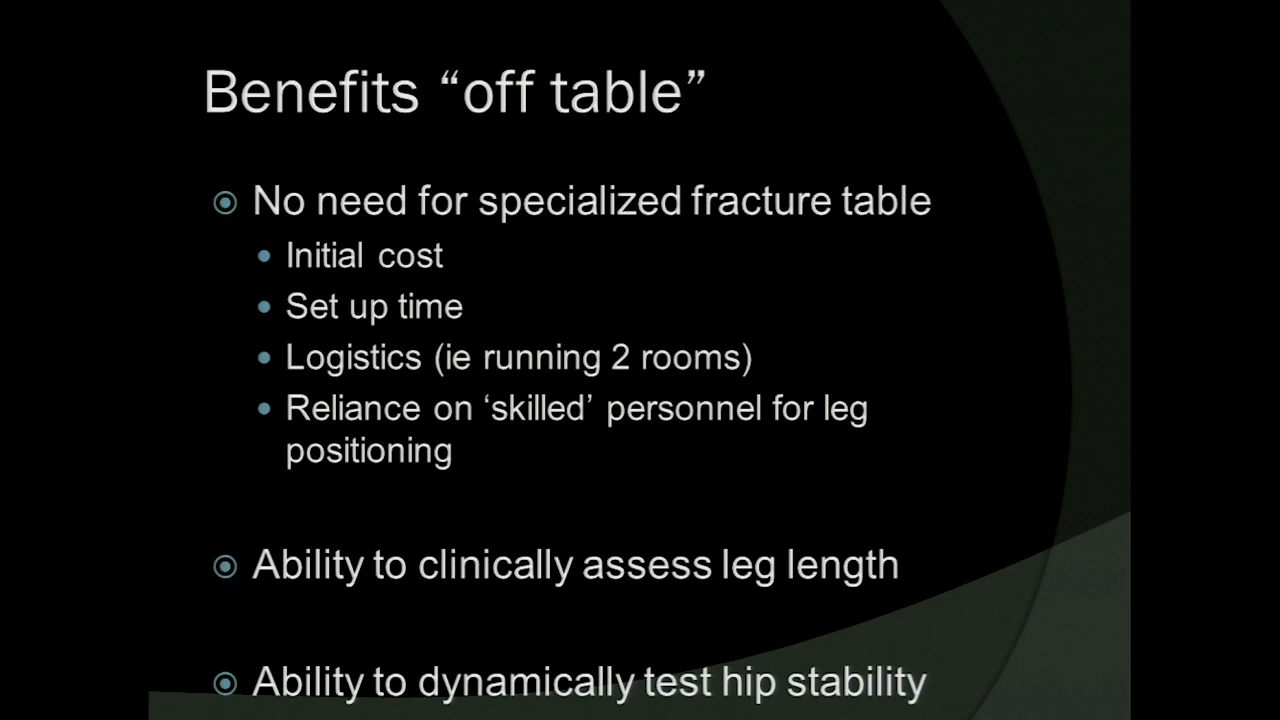 Benefits “off table”
No need for specialized fracture table
Initial cost
Set up time
Logistics (ie running 2 rooms)
Reliance on ‘skilled’ personnel for leg
positioning
Ability to clinically assess leg length
Ability to dynamically test hip stability